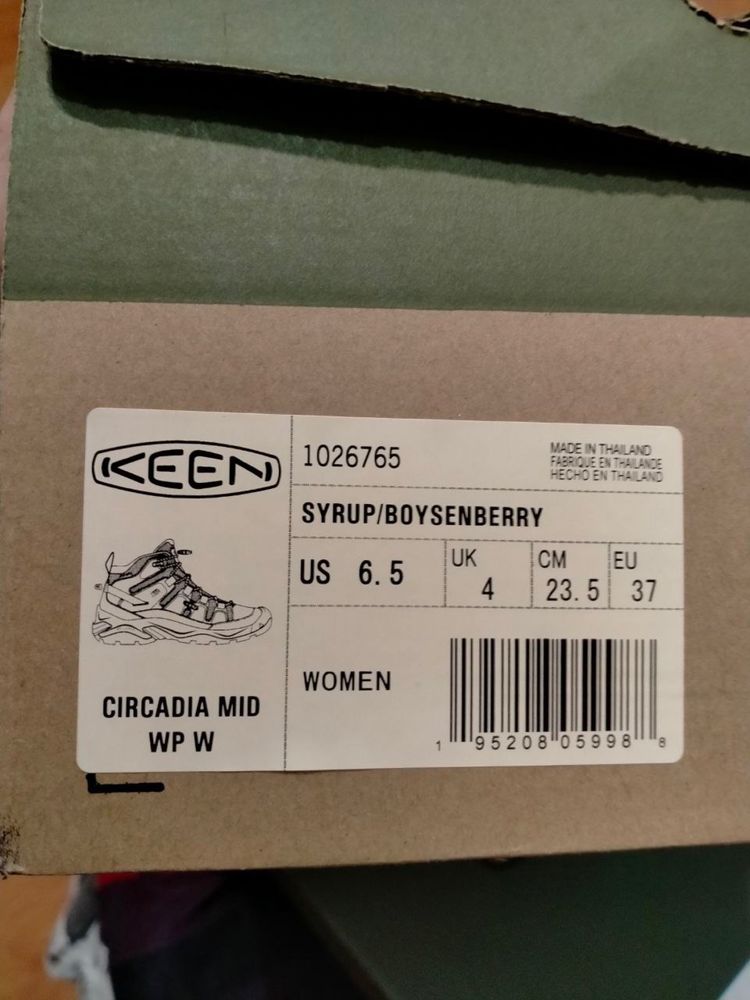 KEEN
CIRCADIA MID
WP W
1026765
MADE IN THAILAND
FABRIQUE EN THAILANDE
HECHO EN THAILAND
SYRUP/BOYSENBERRY
US 6.5
UK
4
CM
23.5
EU
37
WOMEN
1 95208 05998 8